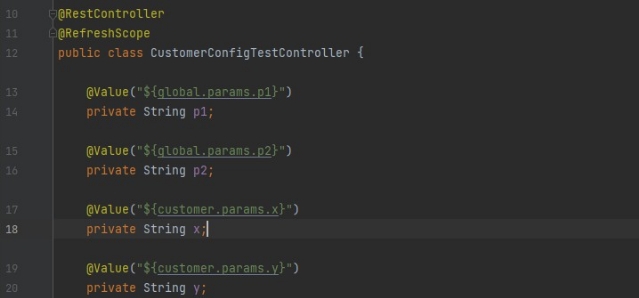 10 @RestController
11 @RefreshScope
12 public class CustomerConfigTestController {
13 @Value("${global.params.p1}")
14 private String p1;
15 @Value("${global.params.p2}")
16 private String p2;
17 @Value("${customer.params.x}")
18 private String x;
19 @Value("${customer.params.y}")
20 private String y;